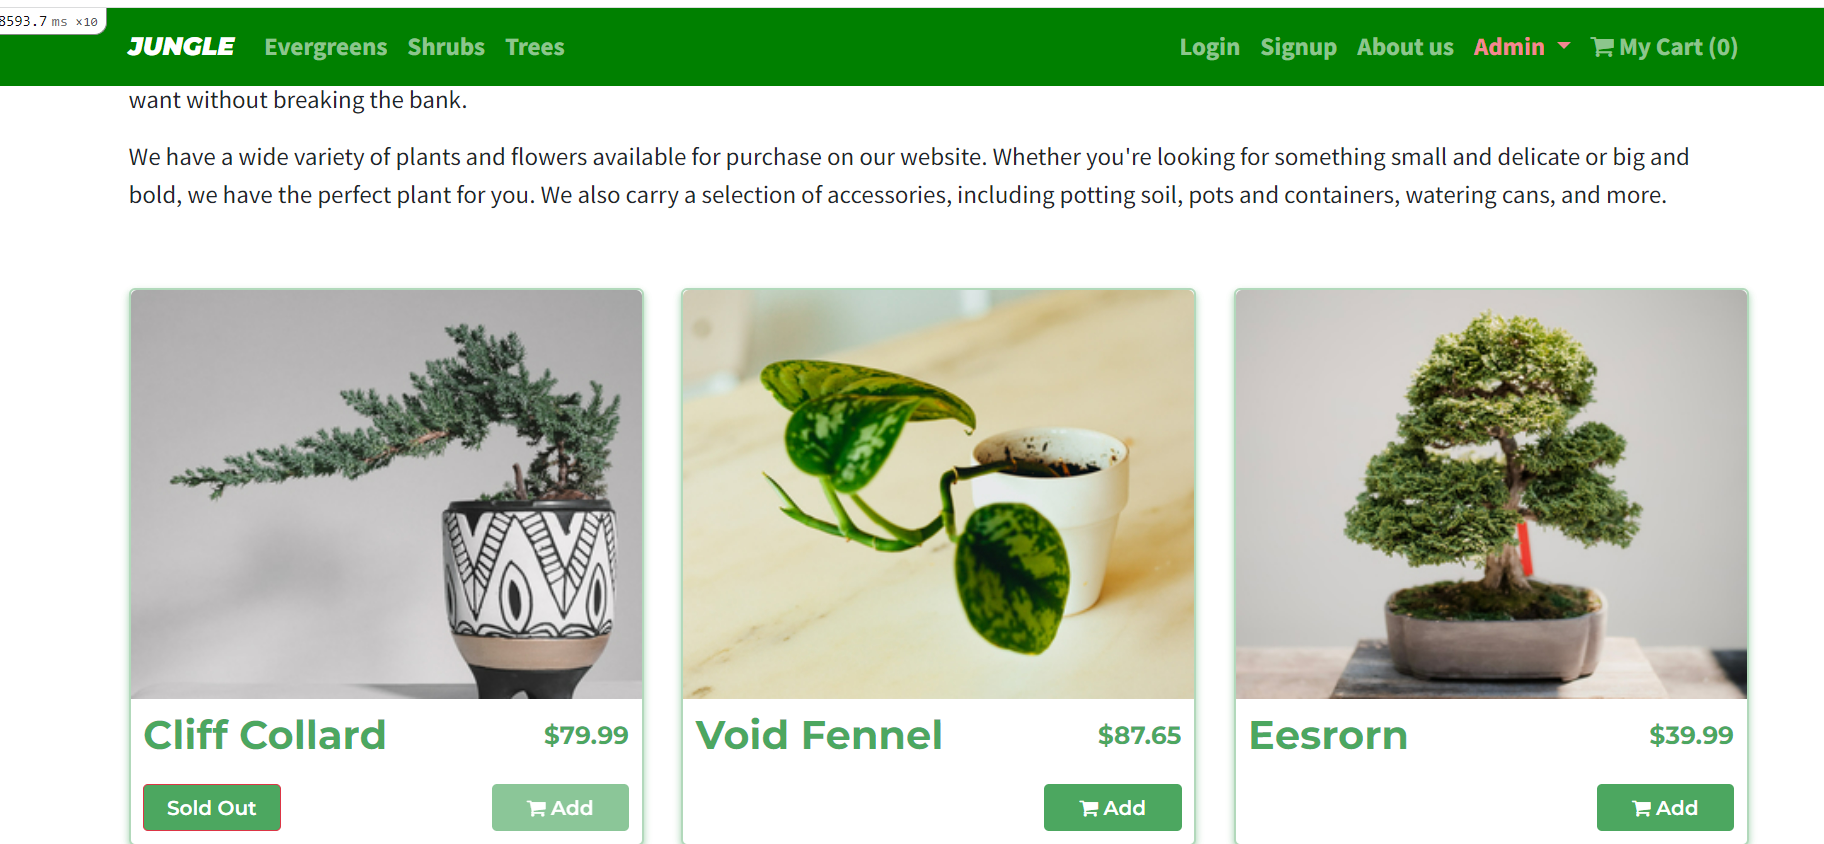 8593.7 ms ×10
JUNGLE Evergreens Shrubs Trees Login Signup About us Admin My Cart (0)
want without breaking the bank.
We have a wide variety of plants and flowers available for purchase on our website. Whether you're looking for something small and delicate or big and
bold, we have the perfect plant for you. We also carry a selection of accessories, including potting soil, pots and containers, watering cans, and more.
Cliff Collard $79.99
Sold Out Add
Void Fennel $87.65
Add
Eesrorn $39.99
Add